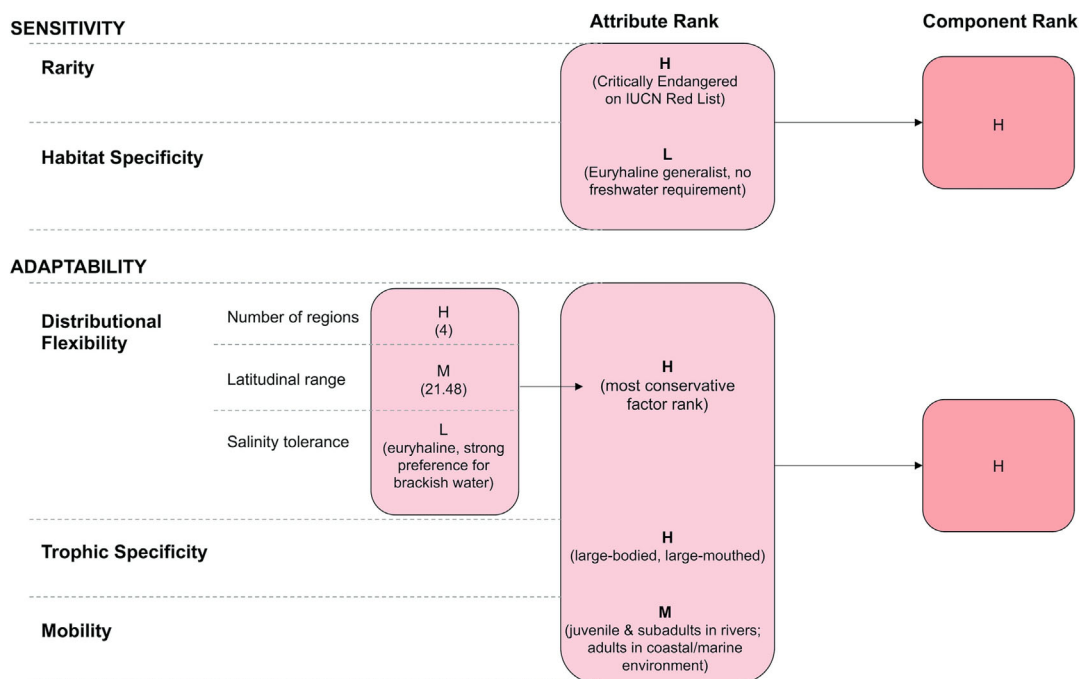 Attribute Rank
Component Rank
SENSITIVITY
Rarity
H
(Critically Endangered
on IUCN Red List)
H
Habitat Specificity
L
(Euryhaline generalist, no
freshwater requirement)
ADAPTABILITY
Distributional
Flexibility
Number of regions
H
(4)
Latitudinal range
M
(21.48)
Salinity tolerance
L
(euryhaline, strong
preference for
brackish water)
H
(most conservative
factor rank)
H
Trophic Specificity
H
(large-bodied, large-mouthed)
Mobility
M
(juvenile & subadults in rivers;
adults in coastal/marine
environment)